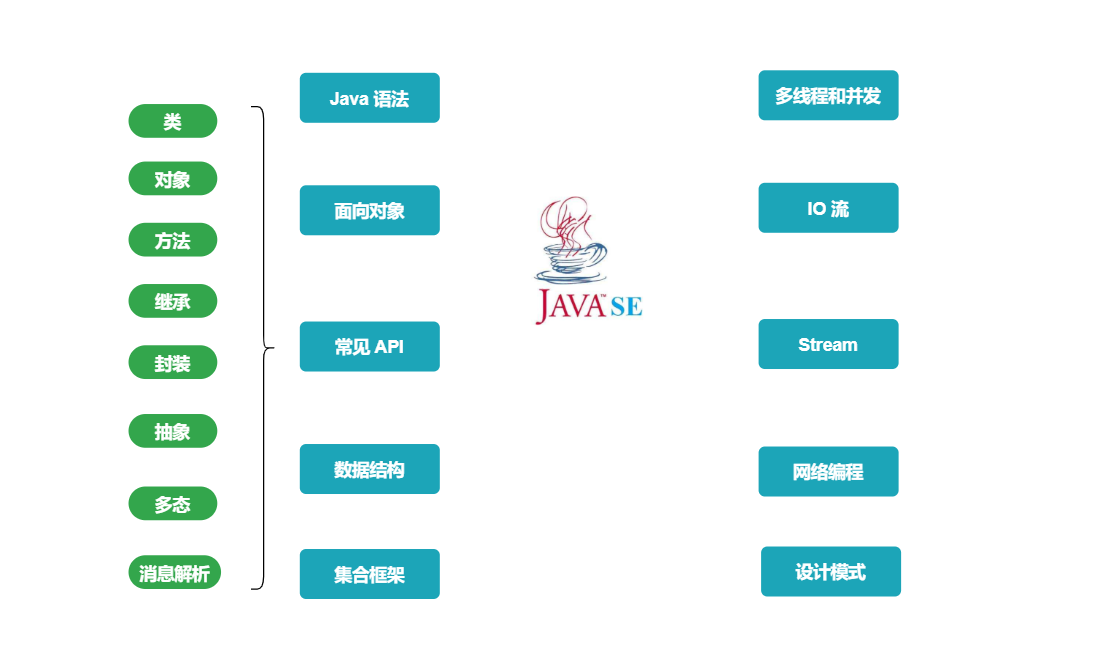 类
对象
方法
继承
封装
抽象
多态
消息解析
Java 语法
面向对象
常见 API
数据结构
集合框架
JAVA™ SE
多线程和并发
IO 流
Stream
网络编程
设计模式